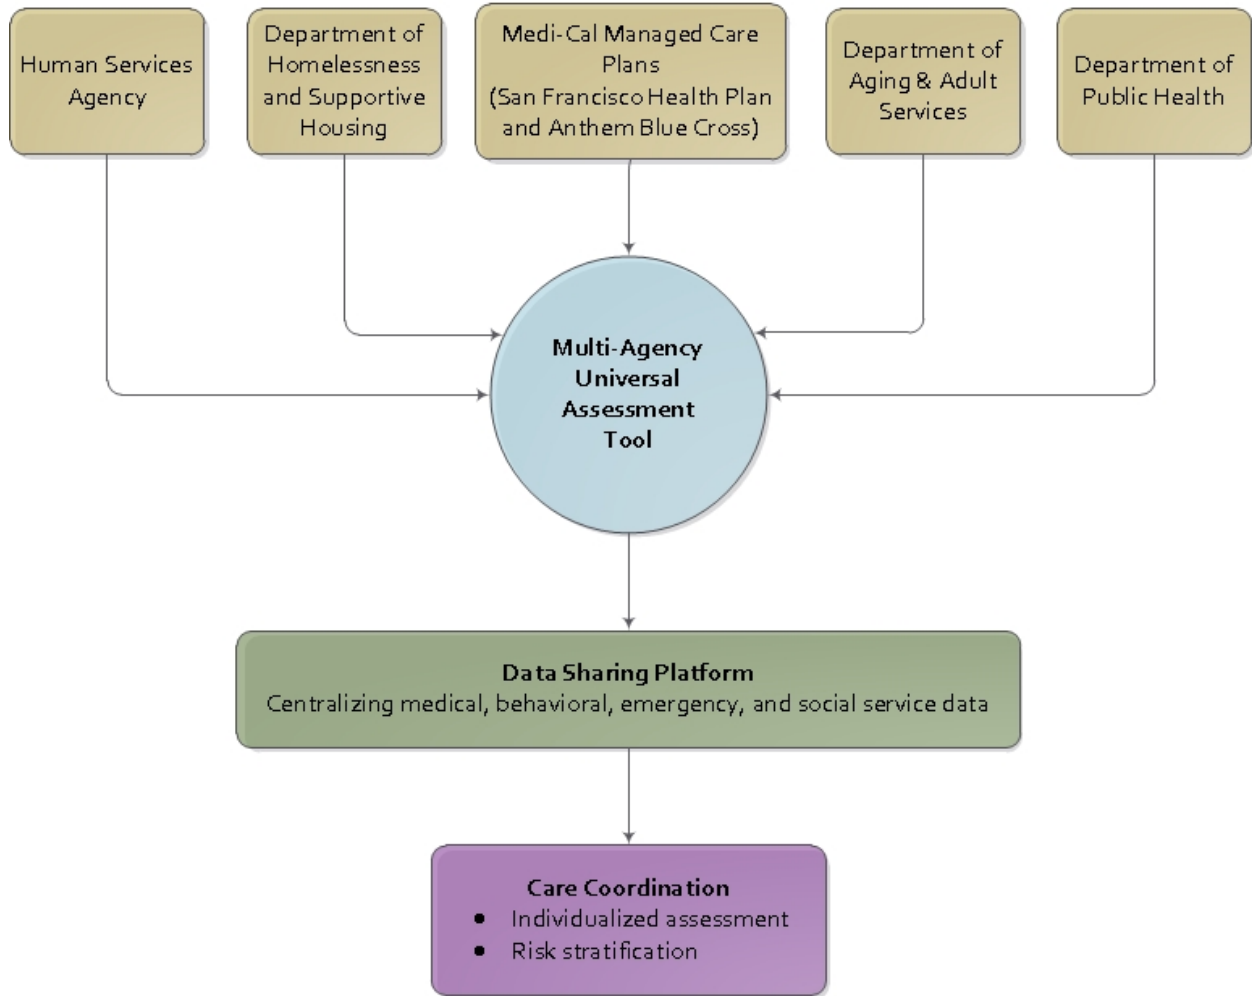 Human Services
Agency
Department of
Homelessness
and Supportive
Housing
Medi-Cal Managed Care
Plans
(San Francisco Health Plan
and Anthem Blue Cross)
Department of
Aging & Adult
Services
Department of
Public Health
Multi-Agency
Universal
Assessment
Tool
Data Sharing Platform
Centralizing medical, behavioral, emergency, and social service data
Care Coordination
● Individualized assessment
● Risk stratification